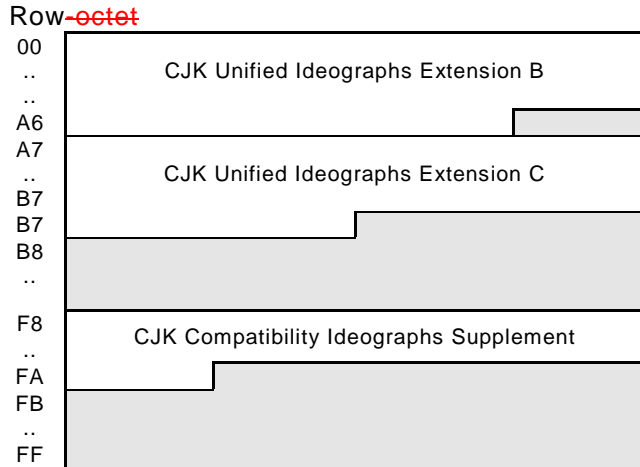 Row-octet
00
.. CJK Unified Ideographs Extension B
..
A6
A7
.. CJK Unified Ideographs Extension C
B7
B7
B8
..
F8 CJK Compatibility Ideographs Supplement
..
FA
FB
..
FF